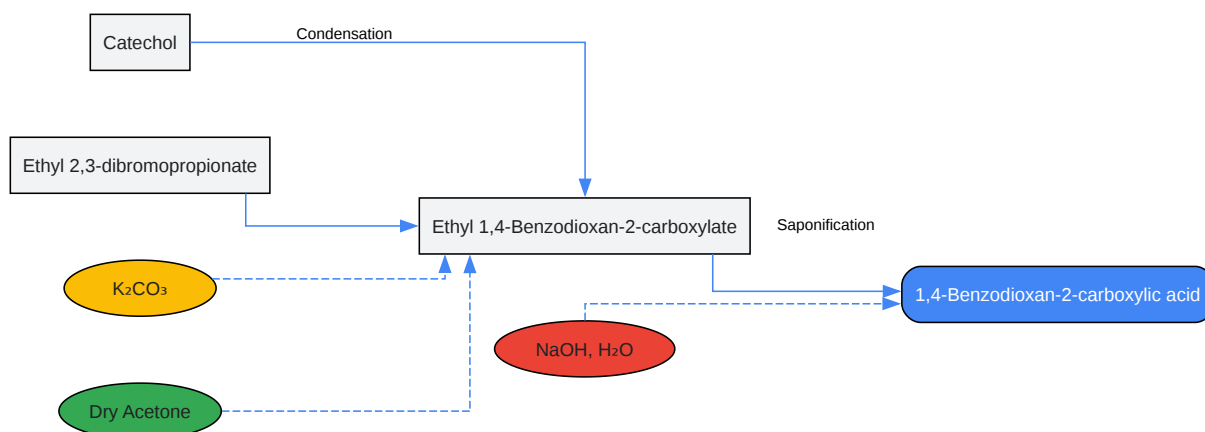 Condensation
Catechol
Ethyl 2,3-dibromopropionate
Ethyl 1,4-Benzodioxan-2-carboxylate
Saponification
K₂CO₃
1,4-Benzodioxan-2-carboxylic acid
NaOH, H₂O
Dry Acetone